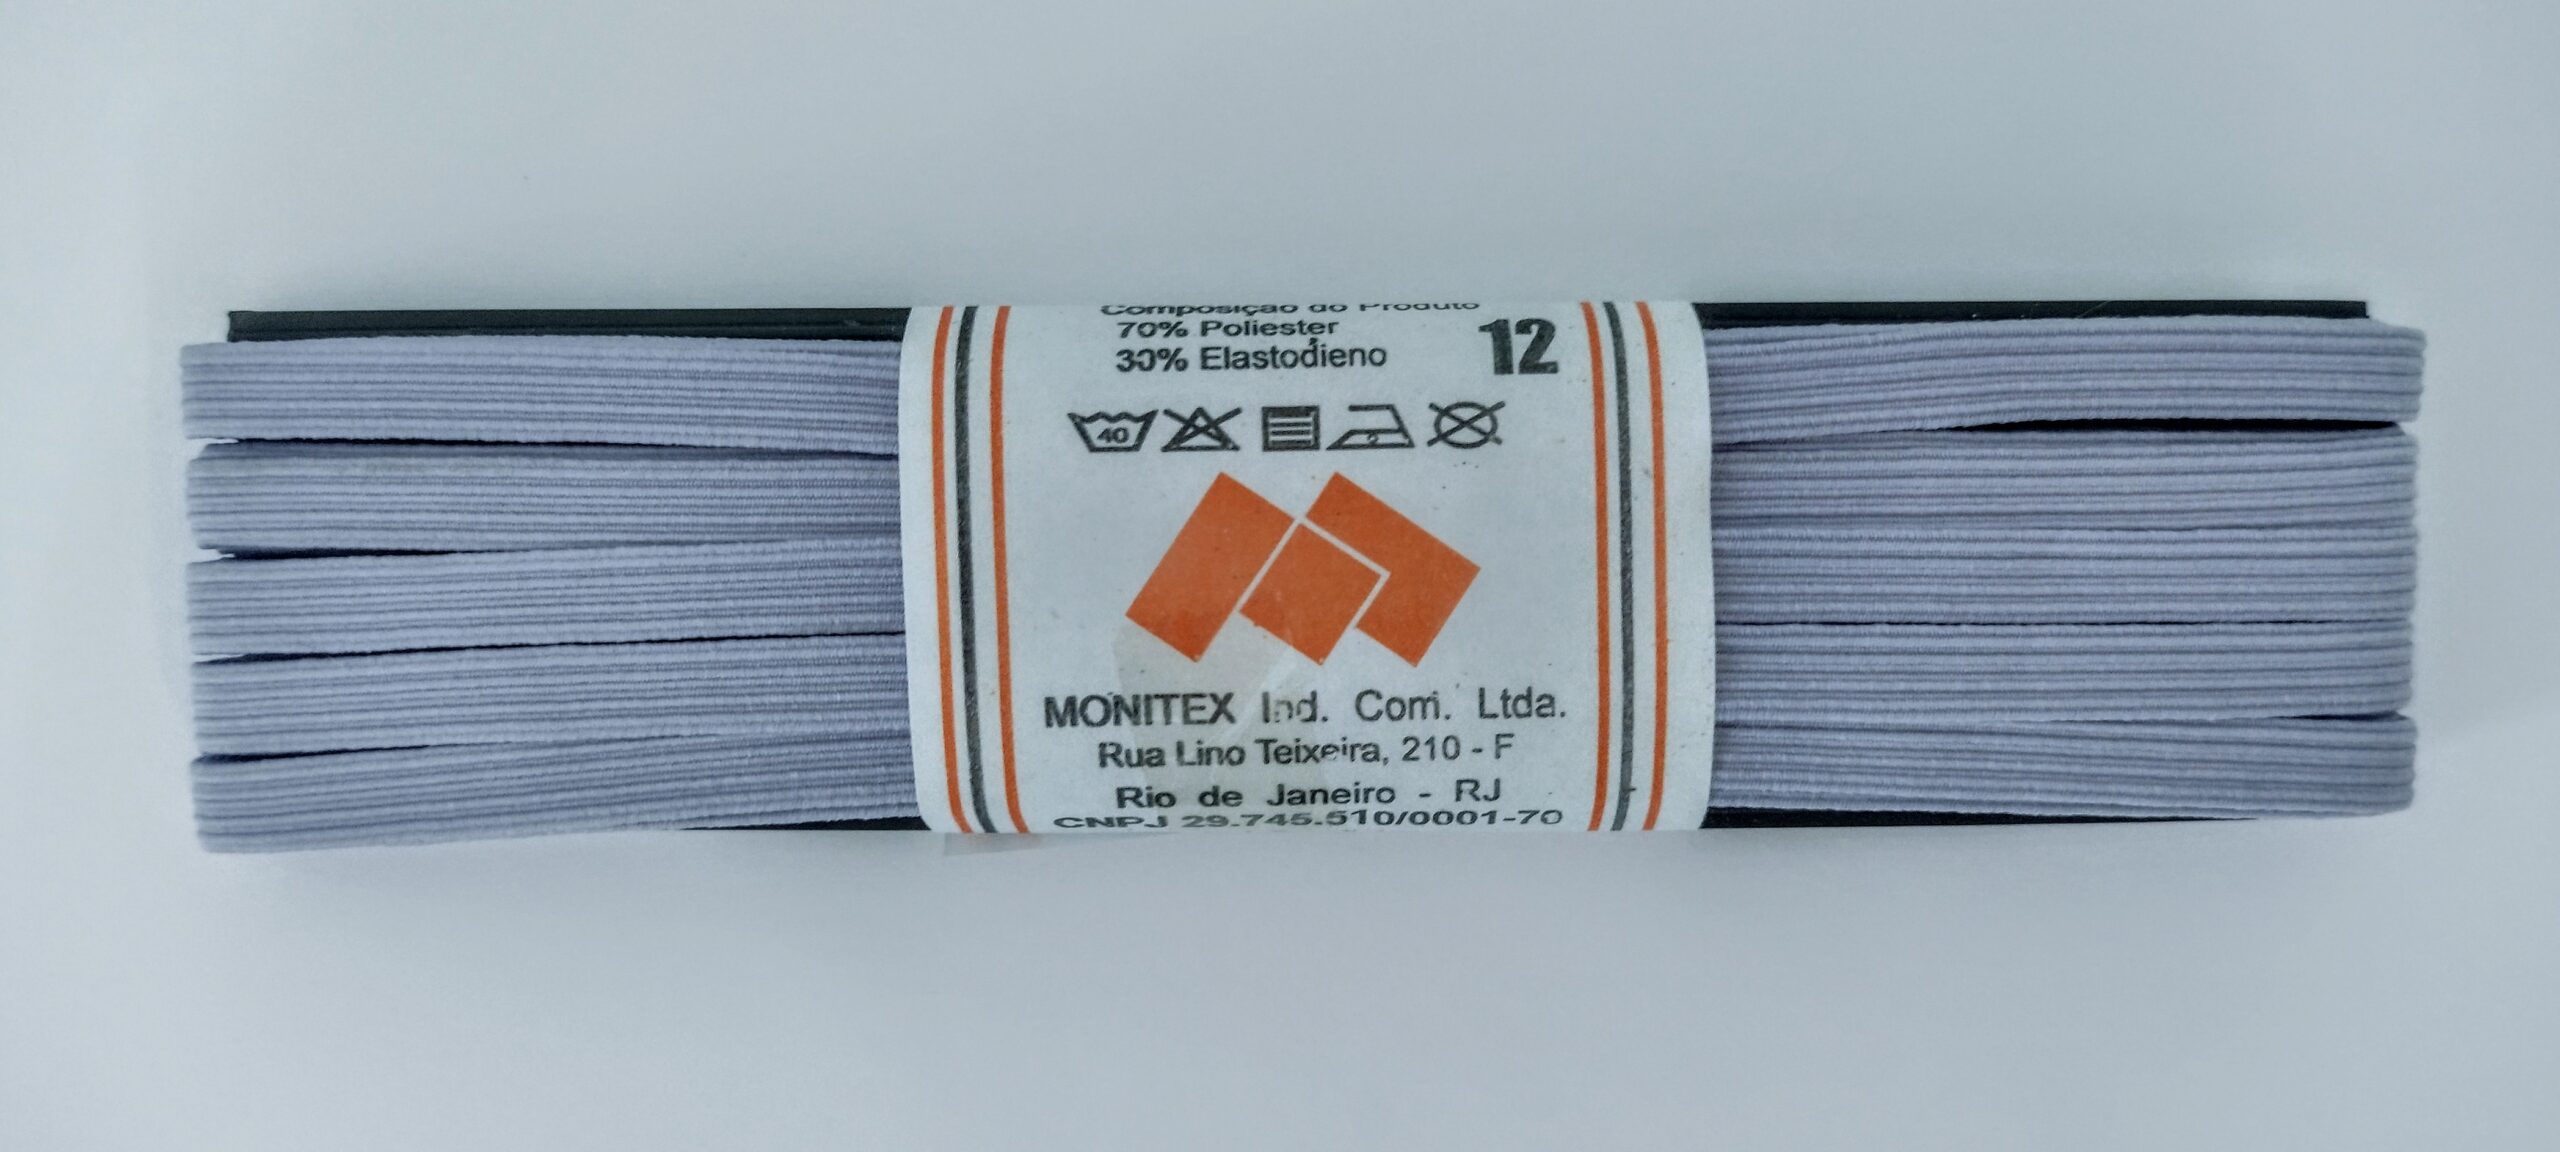 Composição do Produto
70% Poliester 12
30% Elastodieno
40
MONITEX Ind. Com. Ltda.
Rua Lino Teixeira, 210 - F
Rio de Janeiro - RJ
CNPJ 29.745.510/0001-70